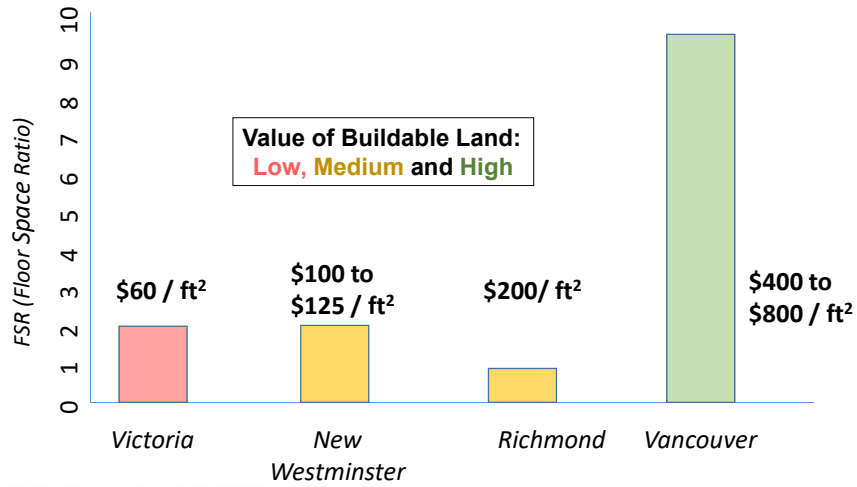 10
9
8
7
6
5
4
3
2
1
0
FSR (Floor Space Ratio)
Value of Buildable Land:
Low, Medium and High
$60 / ft²
$100 to
$125 / ft²
$200/ ft²
$400 to
$800 / ft²
Victoria
New
Westminster
Richmond
Vancouver